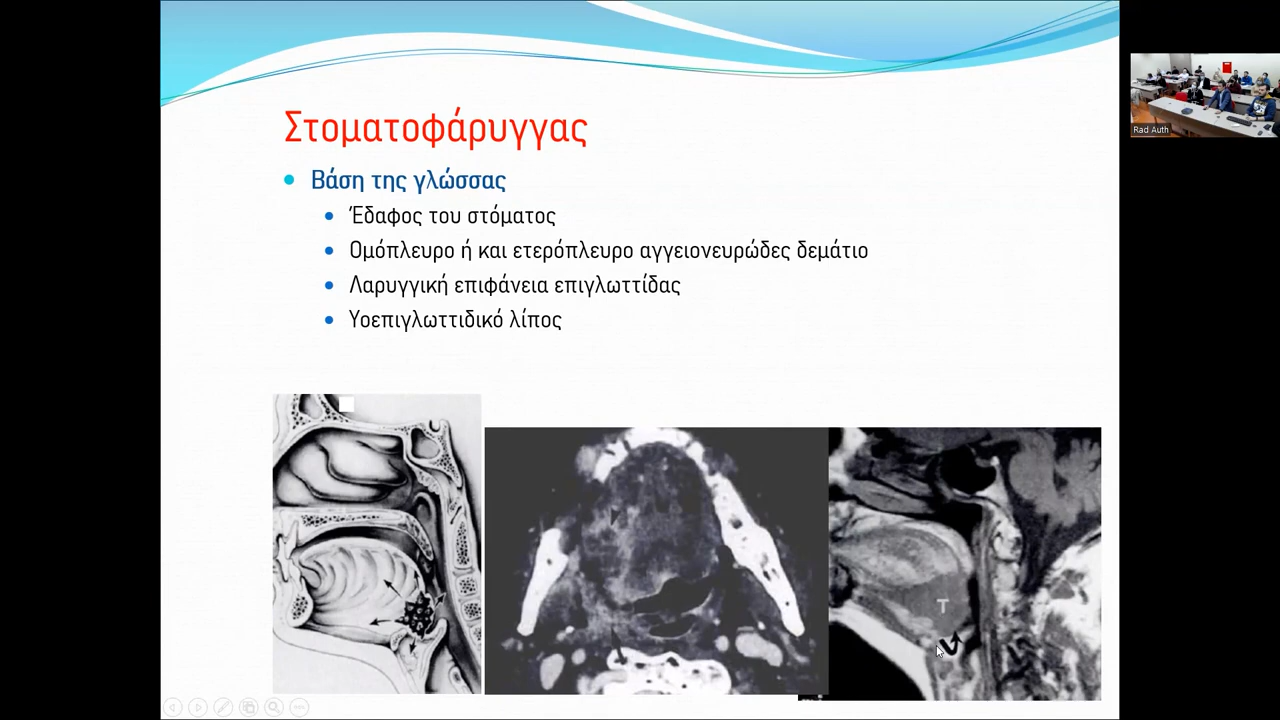 Στοματοφάρυγγας
Βάση της γλώσσας
Έδαφος του στόματος
Ομόπλευρο ή και ετερόπλευρο αγγειονευρώδες δεμάτιο
Λαρυγγική επιφάνεια επιγλωττίδας
Υοεπιγλωττιδικό λίπος
T
Rad Auth